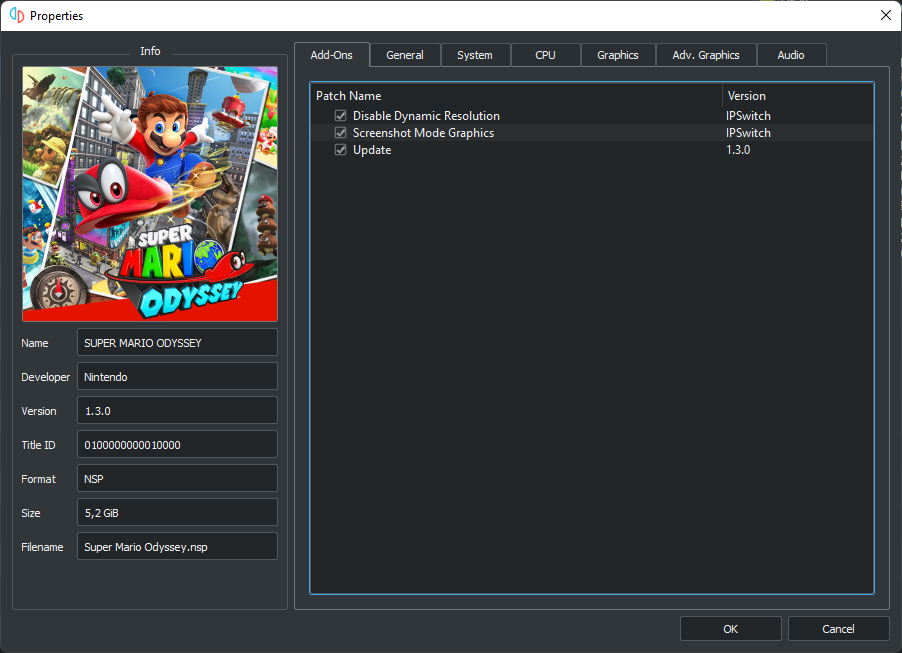 Properties
Info
SUPER
MARIO
ODYSSEY
Name
SUPER MARIO ODYSSEY
Developer
Nintendo
Version
1.3.0
Title ID
0100000000010000
Format
NSP
Size
5,2 GiB
Filename
Super Mario Odyssey.nsp
Add-Ons
General
System
CPU
Graphics
Adv. Graphics
Audio
Patch Name
Version
Disable Dynamic Resolution
IPSwitch
Screenshot Mode Graphics
IPSwitch
Update
1.3.0
OK
Cancel